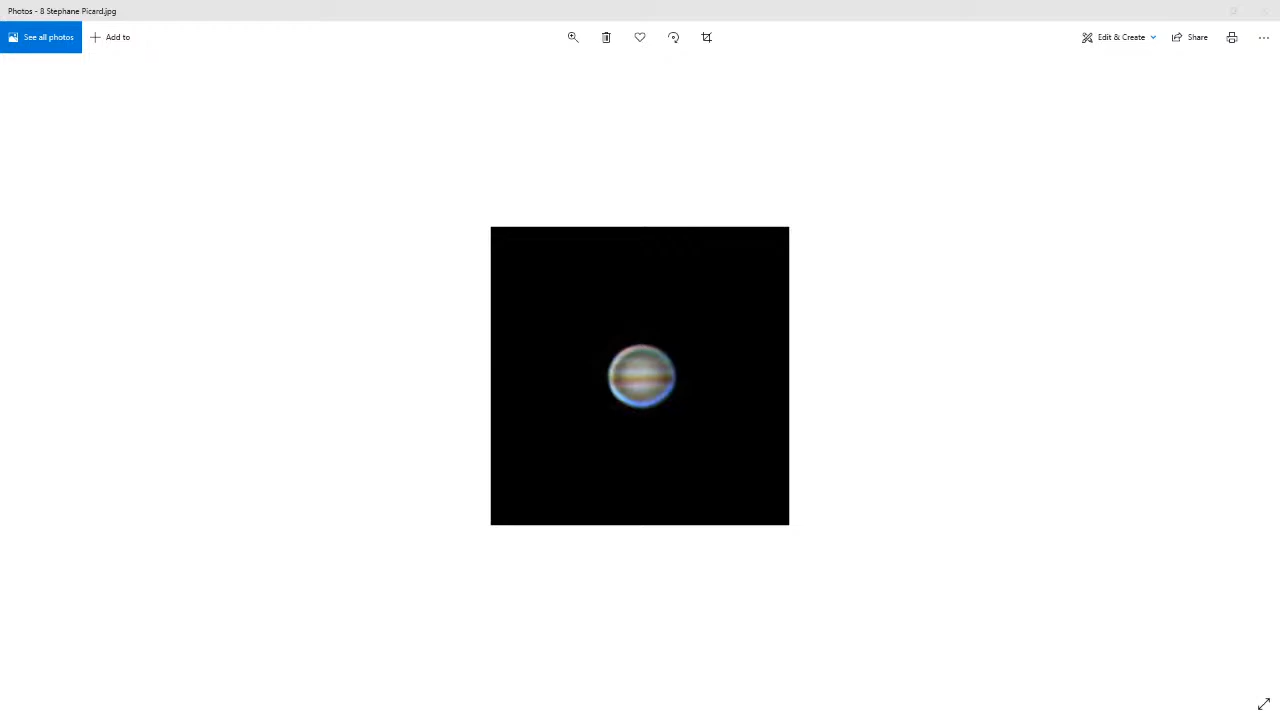 Photos - 8 Stephane Picard.jpg
See all photos
Add to
Edit & Create
Share